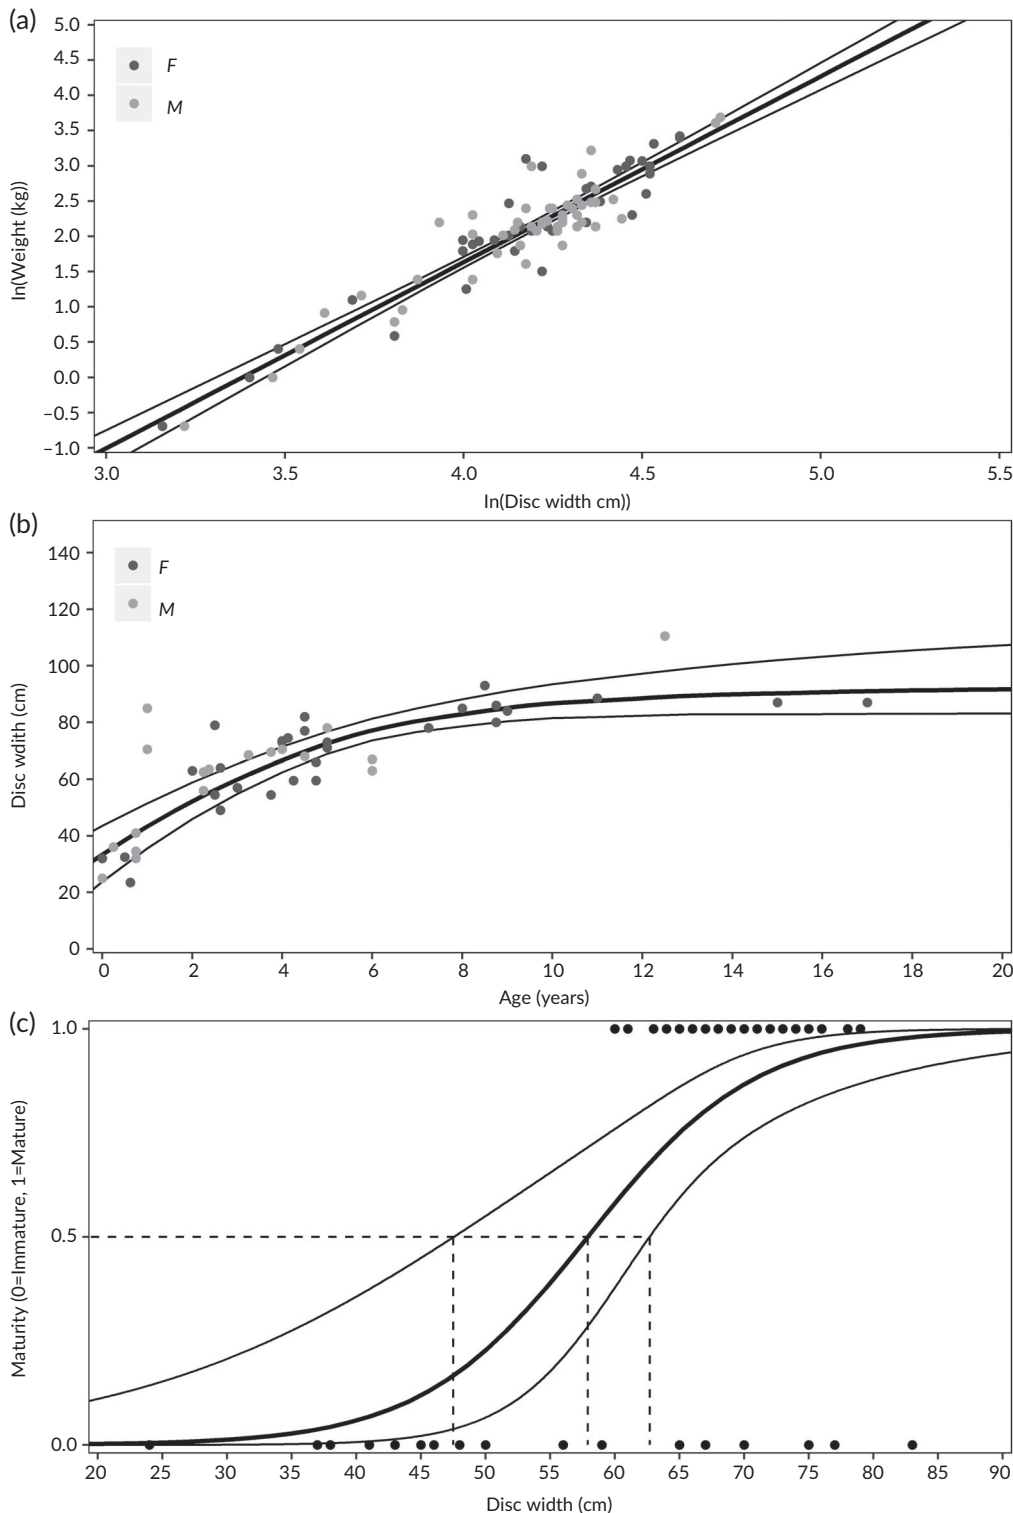 (a)
5.0
4.5
4.0
3.5
3.0
2.5
2.0
1.5
1.0
0.5
0.0
−0.5
−1.0
ln(Weight (kg))
F
M
3.0 3.5 4.0 4.5 5.0 5.5
ln(Disc width cm))
(b)
140
120
100
80
60
40
20
0
Disc wdith (cm)
F
M
0 2 4 6 8 10 12 14 16 18 20
Age (years)
(c)
1.0
0.5
0.0
Maturity (0=Immature, 1=Mature)
20 25 30 35 40 45 50 55 60 65 70 75 80 85 90
Disc width (cm)